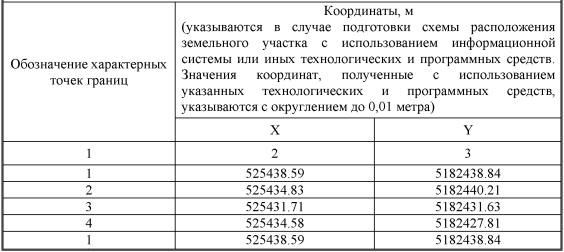 Координаты, м
(указываются в случае подготовки схемы расположения
земельного участка с использованием информационной
системы или иных технологических и программных средств.
Значения координат, полученные с использованием
указанных технологических и программных средств,
указываются с округлением до 0,01 метра)
Обозначение характерных
точек границ
X Y
1 2 3
1 525438.59 5182438.84
2 525434.83 5182440.21
3 525431.71 5182431.63
4 525434.58 5182427.81
1 525438.59 5182438.84